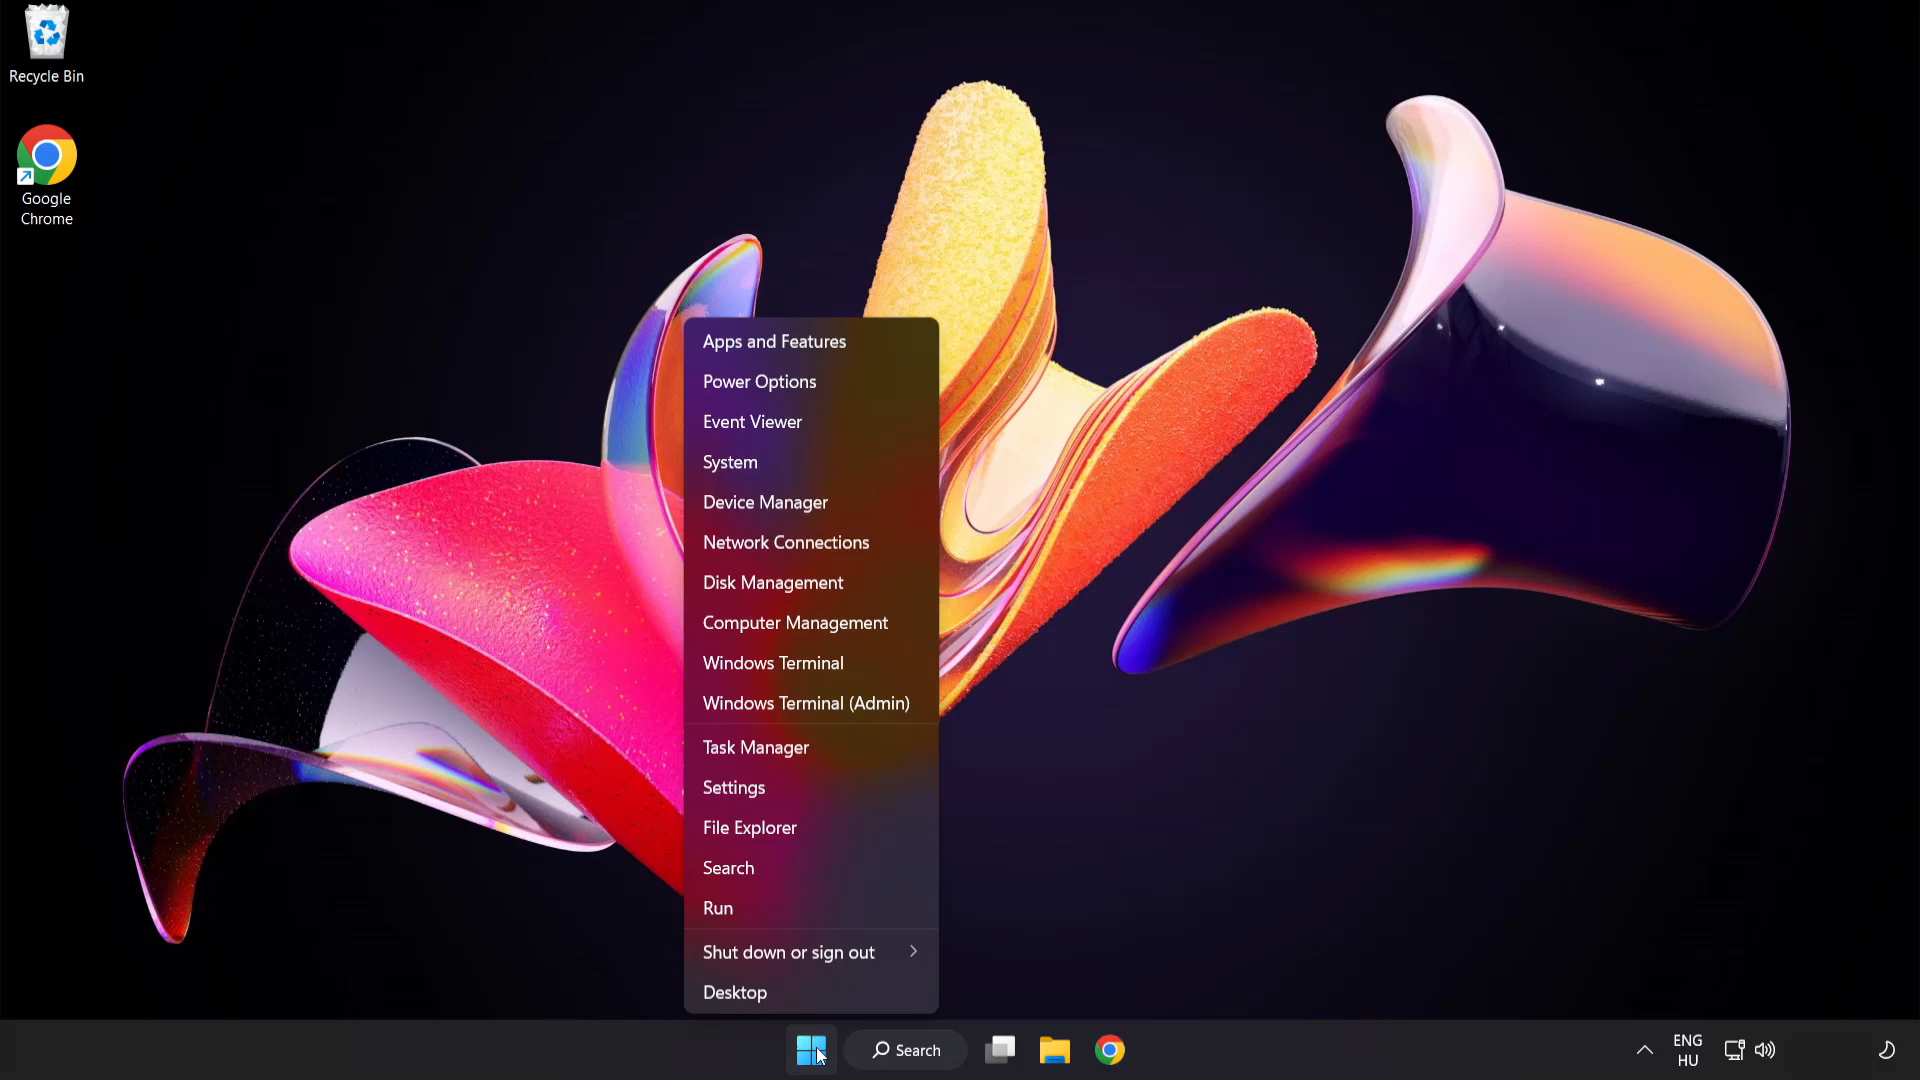 Recycle Bin
Google
Chrome
Apps and Features
Power Options
Event Viewer
System
Device Manager
Network Connections
Disk Management
Computer Management
Windows Terminal
Windows Terminal (Admin)
Task Manager
Settings
File Explorer
Search
Run
Shut down or sign out
Desktop
Search
ENG
HU